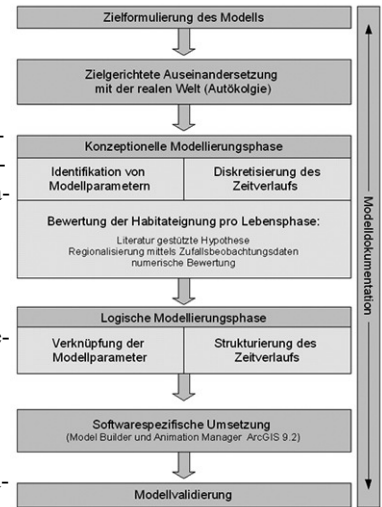 Zielformulierung des Modells
Zielgerichtete Auseinandersetzung
mit der realen Welt (Autökolgie)
Konzeptionelle Modellierungsphase
Identifikation von
Modellparametern
Diskretisierung des
Zeitverlaufs
Bewertung der Habitateignung pro Lebensphase:
Literatur gestützte Hypothese
Regionalisierung mittels Zufallsbeobachtungsdaten
numerische Bewertung
Logische Modellierungsphase
Verknüpfung der
Modellparameter
Strukturierung des
Zeitverlaufs
Softwarespezifische Umsetzung
(Model Builder und Animation Manager ArcGIS 9.2)
Modellvalidierung
Modelldokumentation